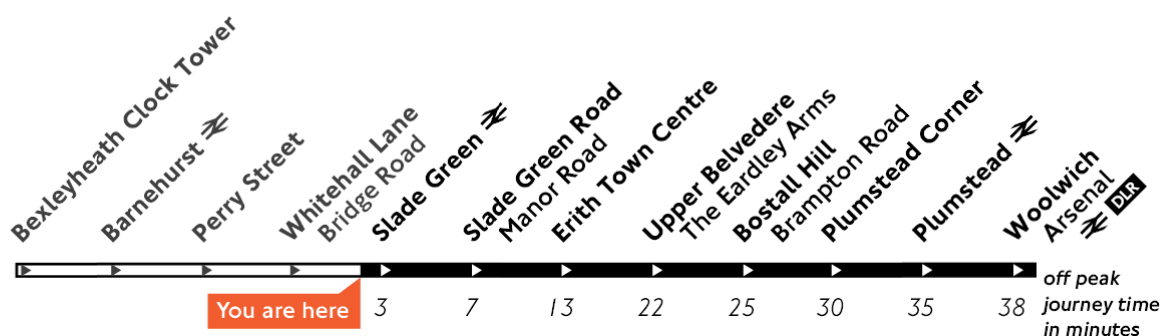 Bexleyheath Clock Tower
Barnehurst
Perry Street
Whitehall Lane
Bridge Road
Slade Green
Slade Green Road
Manor Road
Erith Town Centre
Upper Belvedere
The Eardley Arms
Bostall Hill
Brampton Road
Plumstead Corner
Plumstead
Woolwich
Arsenal
DLR
You are here
3 7 13 22 25 30 35 38
off peak
journey time
in minutes